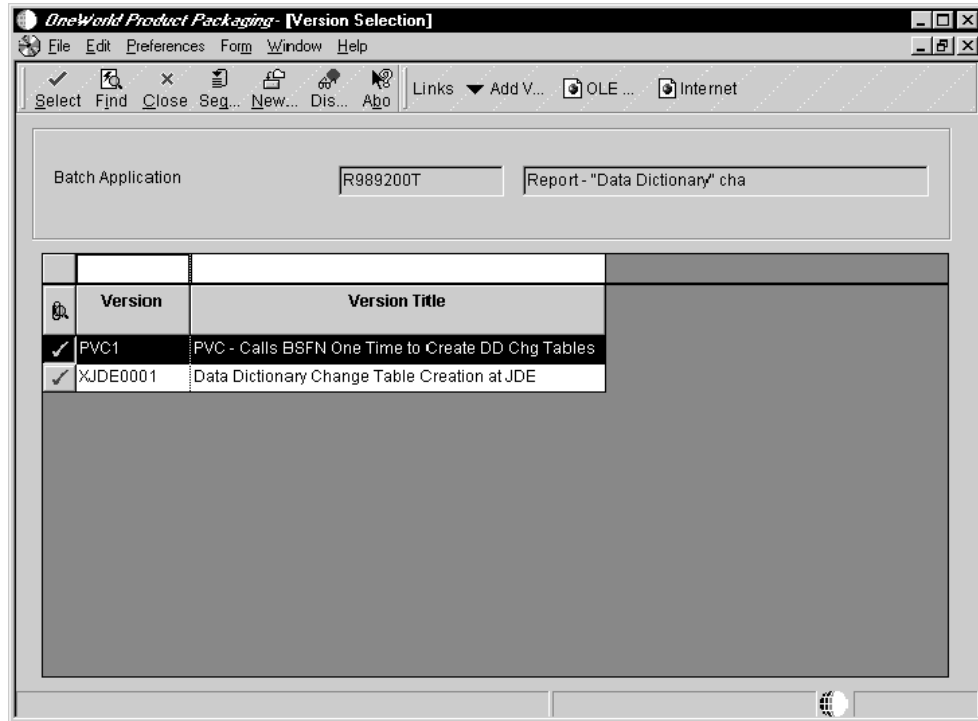 OneWorld Product Packaging - [Version Selection]
File Edit Preferences Form Window Help
Select Find Close Seq... New... Dis... Abo Links Add V... OLE ... Internet
Batch Application R989200T Report - "Data Dictionary" cha
Version Version Title
PVC1 PVC - Calls BSFN One Time to Create DD Chg Tables
XJDE0001 Data Dictionary Change Table Creation at JDE